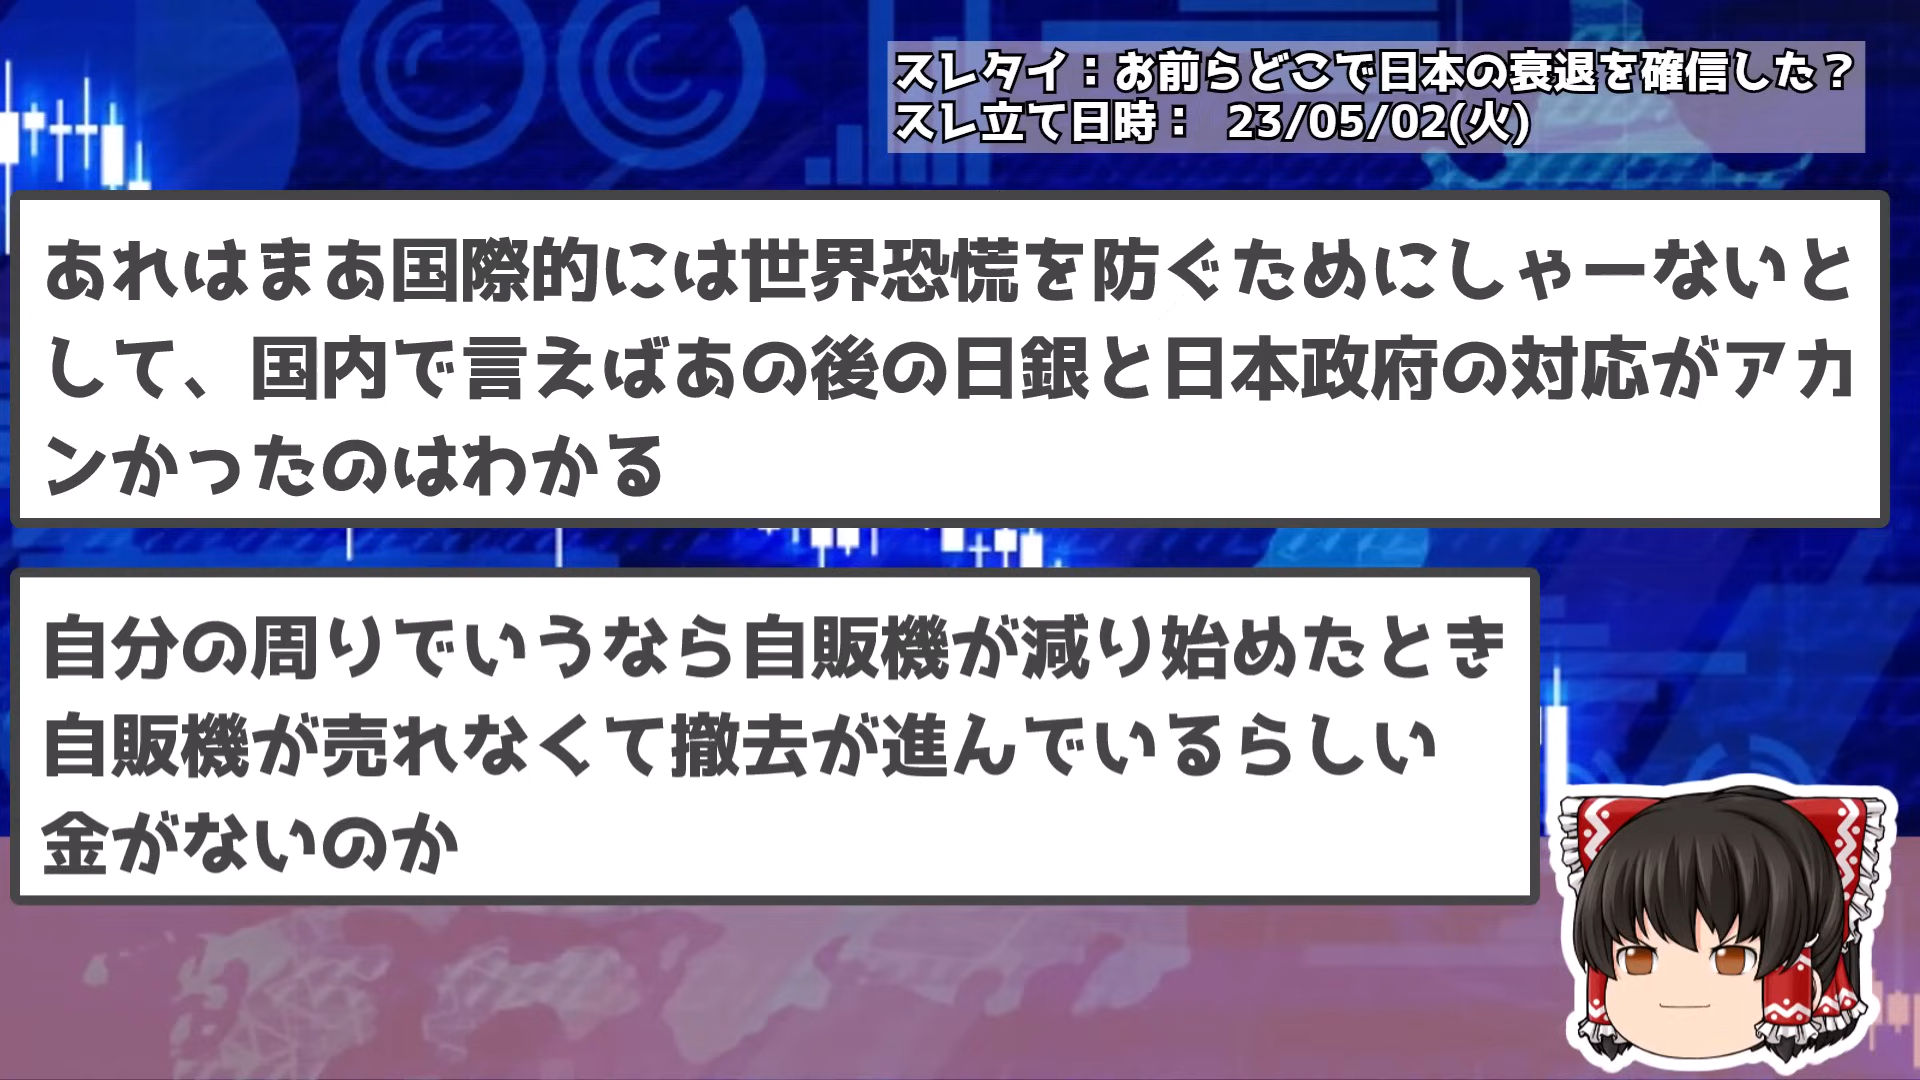 スレタイ：お前らどこで日本の衰退を確信した？
スレ立て日時： 23/05/02(火)
あれはまあ国際的には世界恐慌を防ぐためにしゃーないと
して、国内で言えばあの後の日銀と日本政府の対応がアカ
ンかったのはわかる
自分の周りでいうなら自販機が減り始めたとき
自販機が売れなくて撤去が進んでいるらしい
金がないのか